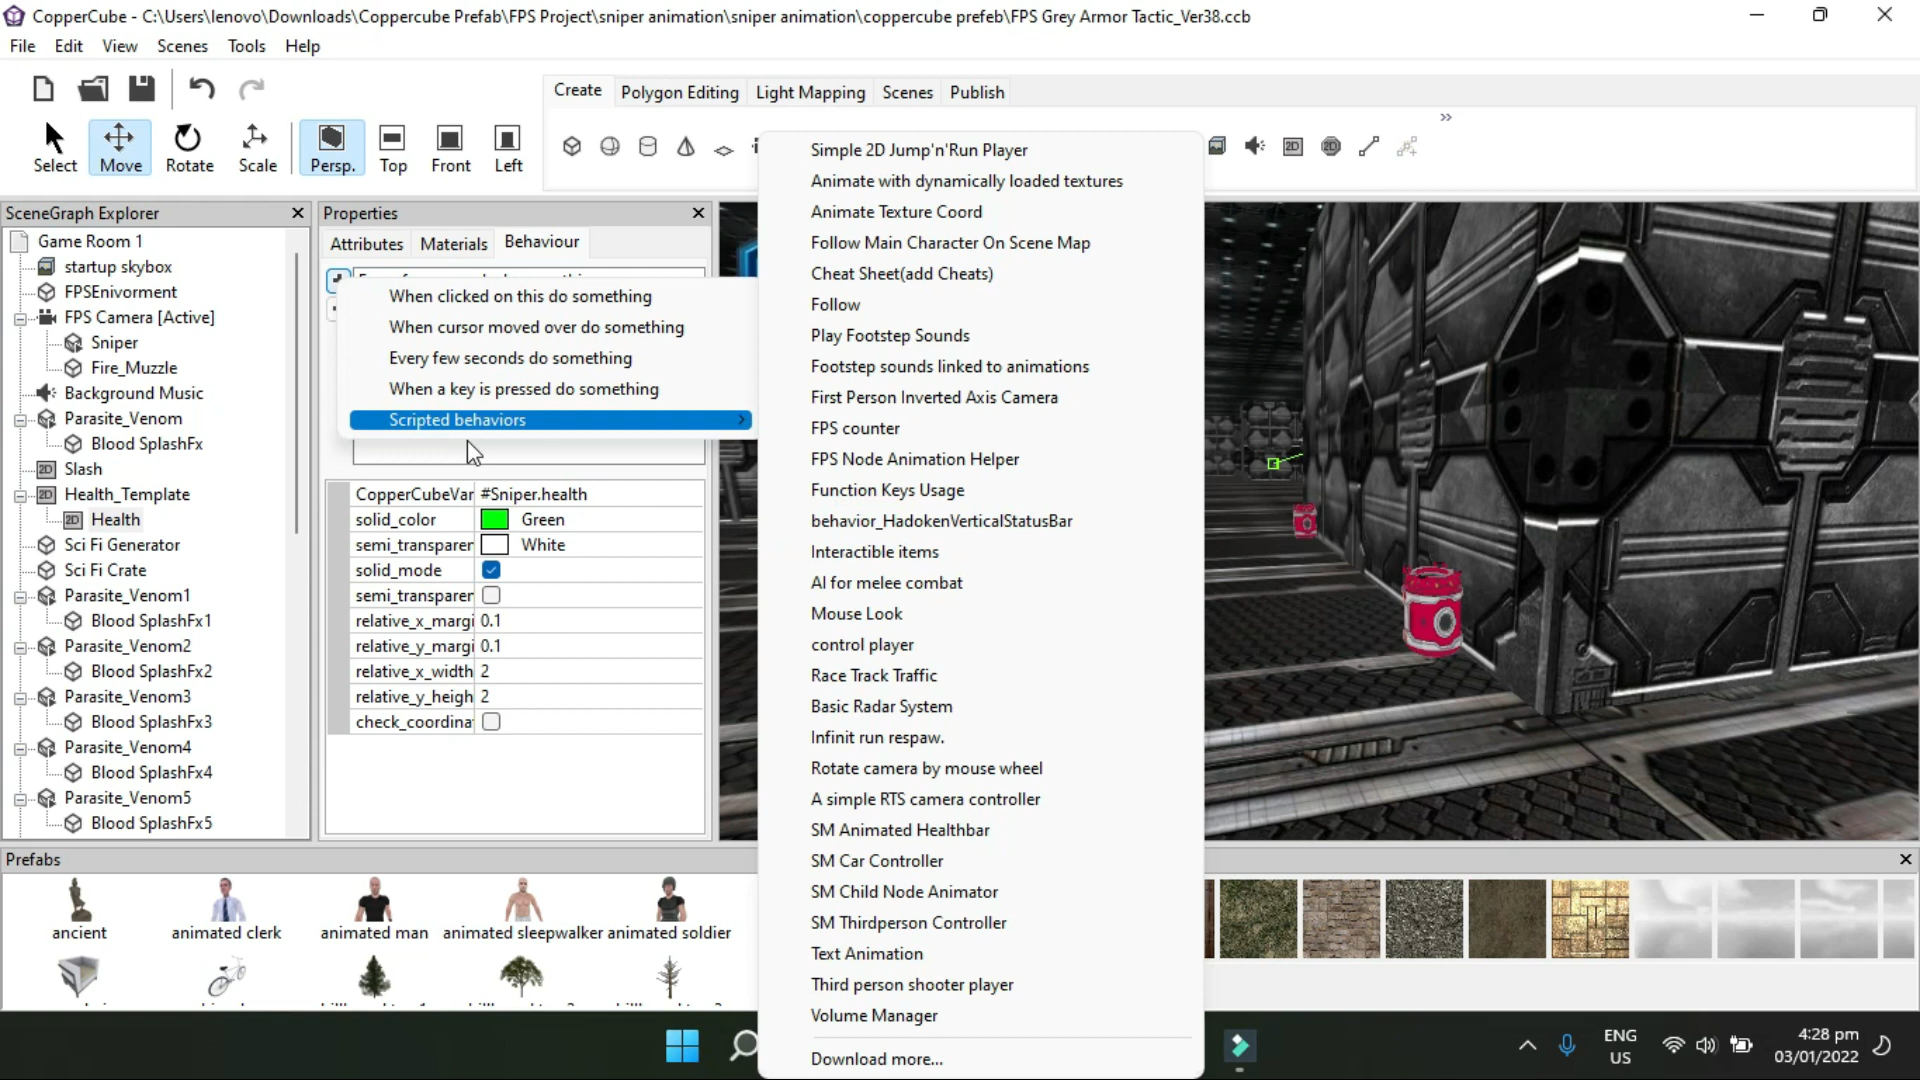 CopperCube - C:\Users\lenovo\Downloads\Coppercube Prefab\FPS Project\sniper animation\sniper animation\coppercube prefeb\FPS Grey Armor Tactic_Ver38.ccb
File Edit View Scenes Tools Help
Create Polygon Editing Light Mapping Scenes Publish
Select Move Rotate Scale Persp. Top Front Left
SceneGraph Explorer
Game Room 1
startup skybox
FPSEnivorment
FPS Camera [Active]
Sniper
Fire_Muzzle
Background Music
Parasite_Venom
Blood SplashFx
Slash
Health_Template
Health
Sci Fi Generator
Sci Fi Crate
Parasite_Venom1
Blood SplashFx1
Parasite_Venom2
Blood SplashFx2
Parasite_Venom3
Blood SplashFx3
Parasite_Venom4
Blood SplashFx4
Parasite_Venom5
Blood SplashFx5
Properties
Attributes Materials Behaviour
When clicked on this do something
When cursor moved over do something
Every few seconds do something
When a key is pressed do something
Scripted behaviors
CopperCubeVar #Sniper.health
solid_color Green
semi_transparen White
solid_mode
semi_transparen
relative_x_margi 0.1
relative_y_margi 0.1
relative_x_width 2
relative_y_heigh 2
check_coordina
Simple 2D Jump'n'Run Player
Animate with dynamically loaded textures
Animate Texture Coord
Follow Main Character On Scene Map
Cheat Sheet(add Cheats)
Follow
Play Footstep Sounds
Footstep sounds linked to animations
First Person Inverted Axis Camera
FPS counter
FPS Node Animation Helper
Function Keys Usage
behavior_HadokenVerticalStatusBar
Interactible items
AI for melee combat
Mouse Look
control player
Race Track Traffic
Basic Radar System
Infinit run respaw.
Rotate camera by mouse wheel
A simple RTS camera controller
SM Animated Healthbar
SM Car Controller
SM Child Node Animator
SM Thirdperson Controller
Text Animation
Third person shooter player
Volume Manager
Download more...
Prefabs
ancient animated clerk animated man animated sleepwalker animated soldier
ENG
US
4:28 pm
03/01/2022